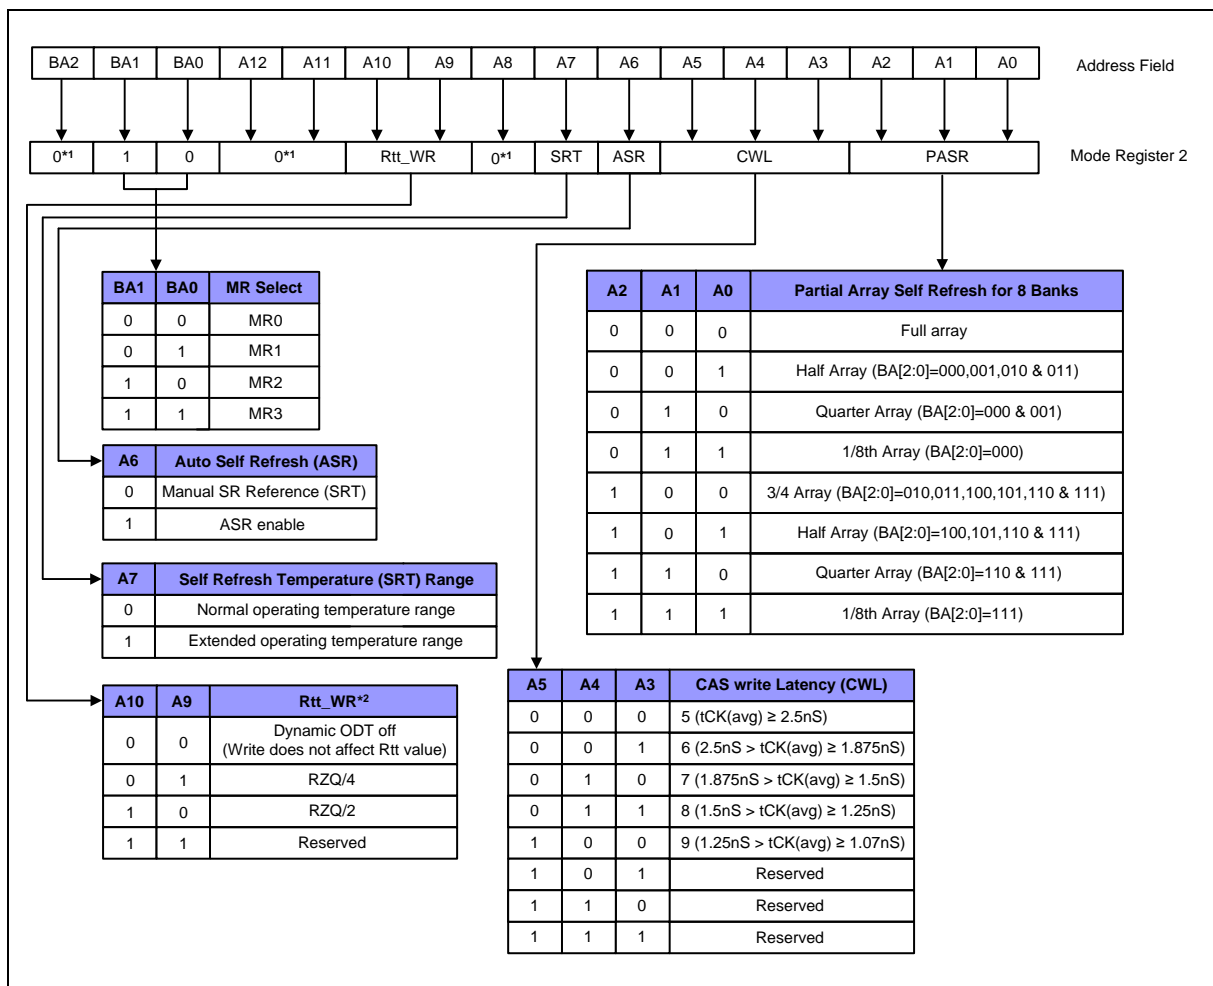 BA2 BA1 BA0 A12 A11 A10 A9 A8 A7 A6 A5 A4 A3 A2 A1 A0 Address Field
0*1 1 0 0*1 Rtt_WR 0*1 SRT ASR CWL PASR Mode Register 2
BA1 BA0 MR Select
0 0 MR0
0 1 MR1
1 0 MR2
1 1 MR3
A6 Auto Self Refresh (ASR)
0 Manual SR Reference (SRT)
1 ASR enable
A7 Self Refresh Temperature (SRT) Range
0 Normal operating temperature range
1 Extended operating temperature range
A10 A9 Rtt_WR*2
0 0 Dynamic ODT off
(Write does not affect Rtt value)
0 1 RZQ/4
1 0 RZQ/2
1 1 Reserved
A2 A1 A0 Partial Array Self Refresh for 8 Banks
0 0 0 Full array
0 0 1 Half Array (BA[2:0]=000,001,010 & 011)
0 1 0 Quarter Array (BA[2:0]=000 & 001)
0 1 1 1/8th Array (BA[2:0]=000)
1 0 0 3/4 Array (BA[2:0]=010,011,100,101,110 & 111)
1 0 1 Half Array (BA[2:0]=100,101,110 & 111)
1 1 0 Quarter Array (BA[2:0]=110 & 111)
1 1 1 1/8th Array (BA[2:0]=111)
A5 A4 A3 CAS write Latency (CWL)
0 0 0 5 (tCK(avg) ≥ 2.5nS)
0 0 1 6 (2.5nS > tCK(avg) ≥ 1.875nS)
0 1 0 7 (1.875nS > tCK(avg) ≥ 1.5nS)
0 1 1 8 (1.5nS > tCK(avg) ≥ 1.25nS)
1 0 0 9 (1.25nS > tCK(avg) ≥ 1.07nS)
1 0 1 Reserved
1 1 0 Reserved
1 1 1 Reserved